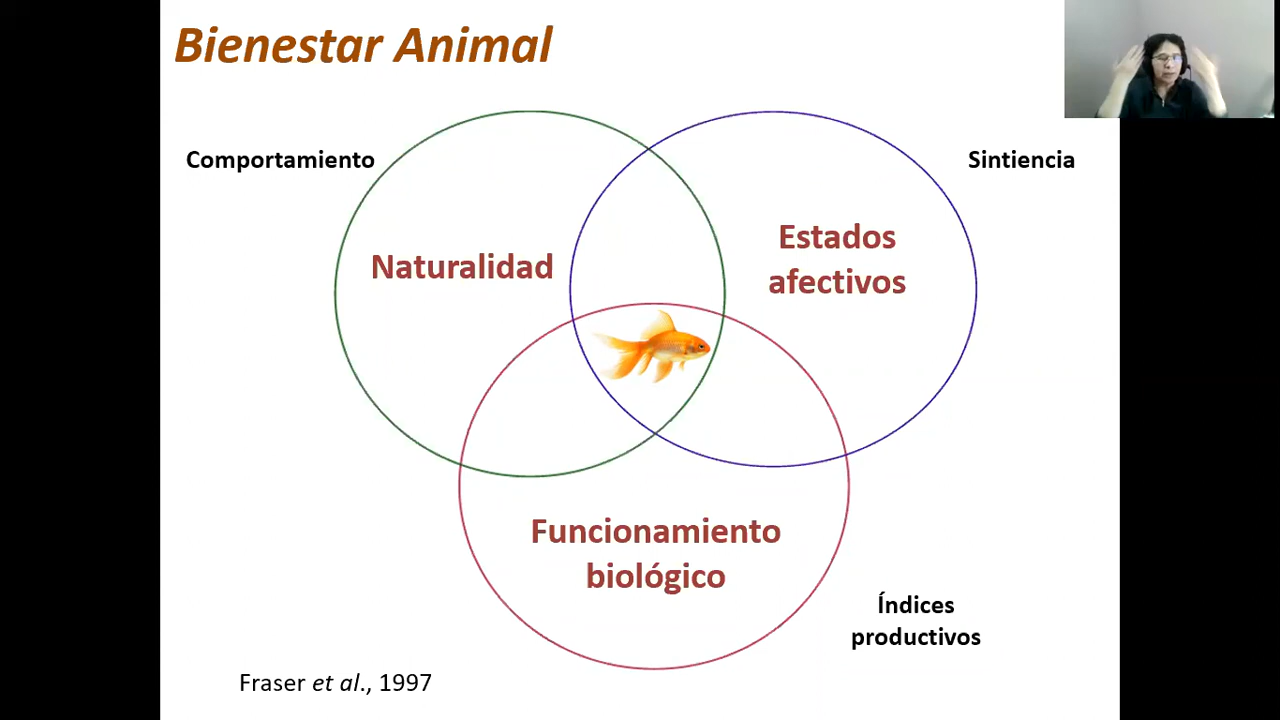 Bienestar Animal
Comportamiento
Sintiencia
Naturalidad
Estados
afectivos
Funcionamiento
biológico
Índices
productivos
Fraser et al., 1997